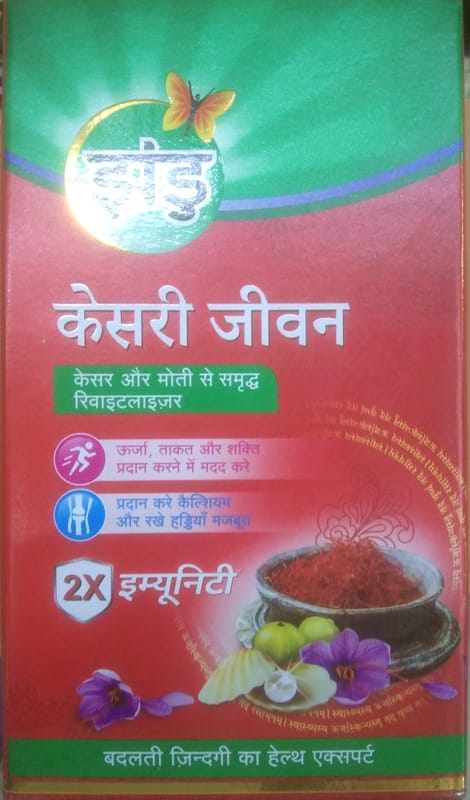 झंडु
केसरी जीवन
केसर और मोती से समृद्ध
रिवाइटलाइज़र
ऊर्जा, ताकत और शक्ति
प्रदान करने में मदद करे
प्रदान करे कैल्शियम
और रखे हड्डियाँ मजबूत
2X इम्यूनिटी
बदलती ज़िन्दगी का हेल्थ एक्सपर्ट